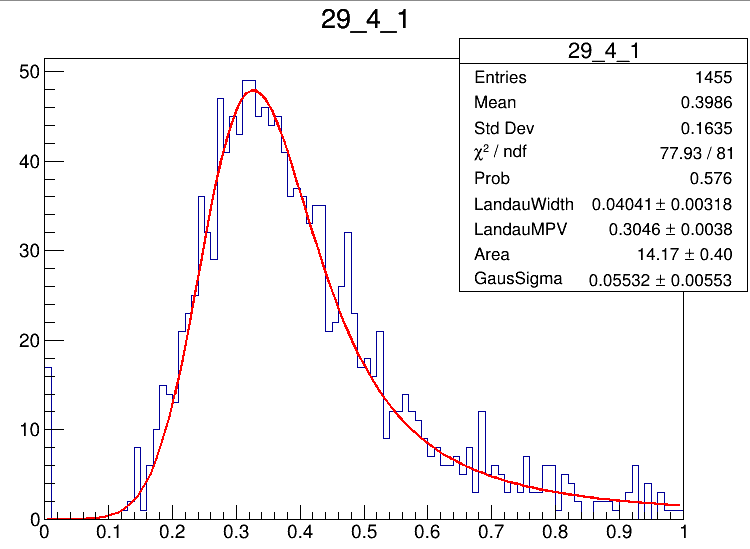 29_4_1
29_4_1
Entries 1455
Mean 0.3986
Std Dev 0.1635
χ² / ndf 77.93 / 81
Prob 0.576
LandauWidth 0.04041 ± 0.00318
LandauMPV 0.3046 ± 0.0038
Area 14.17 ± 0.40
GausSigma 0.05532 ± 0.00553
50
40
30
20
10
0
0 0.1 0.2 0.3 0.4 0.5 0.6 0.7 0.8 0.9 1